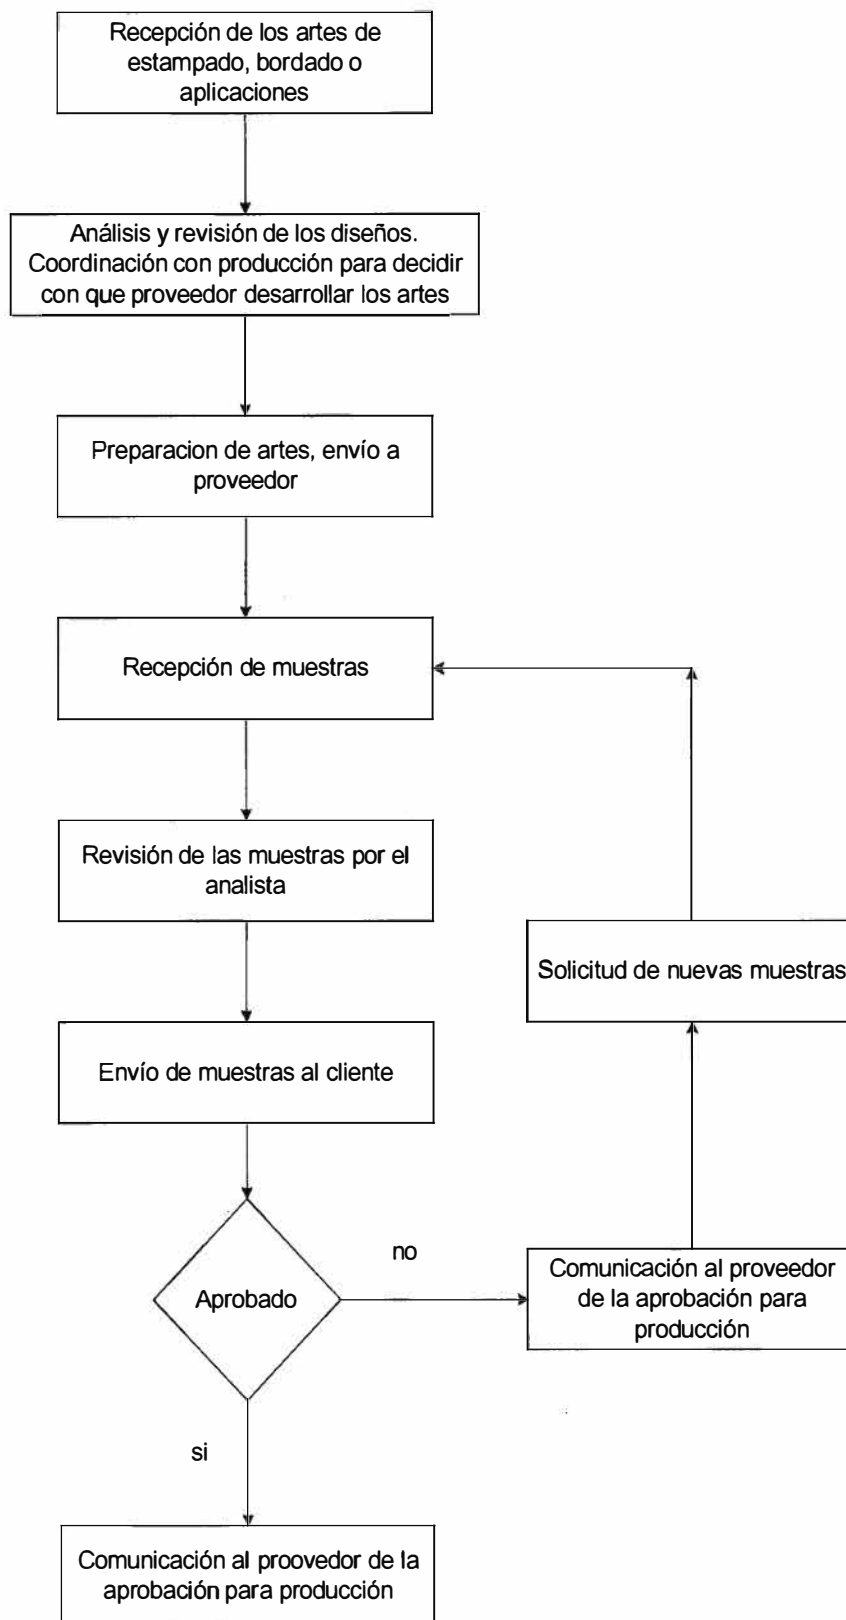 Recepción de los artes de
estampado, bordado o
aplicaciones
Análisis y revisión de los diseños.
Coordinación con producción para decidir
con que proveedor desarrollar los artes
Preparacion de artes, envío a
proveedor
Recepción de muestras
Revisión de las muestras por el
analista
Solicitud de nuevas muestras
Envío de muestras al cliente
no
Aprobado
Comunicación al proveedor
de la aprobación para
producción
si
Comunicación al proovedor de la
aprobación para producción